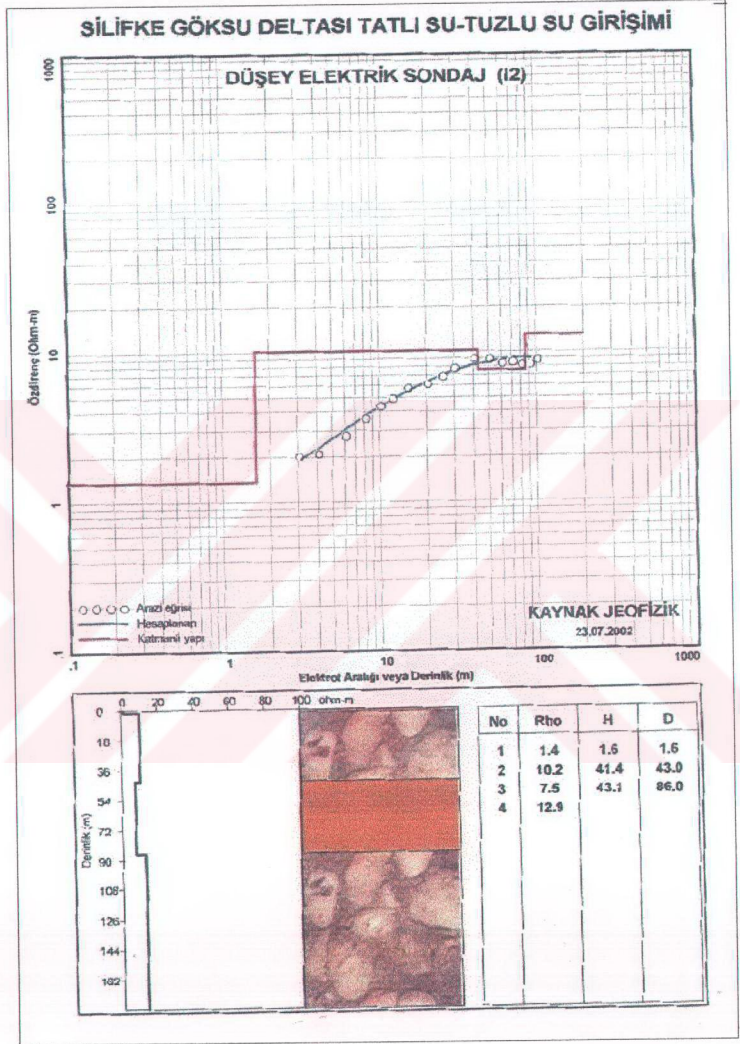 SİLİFKE GÖKSU DELTASI TATLI SU-TUZLU SU GİRİŞİMİ
DÜŞEY ELEKTRİK SONDAJ (I2)
1000
100
10
1
.1
Özdirenç (Ohm-m)
Arazi eğrisi
Hesaplanan
Katmanlı yapı
KAYNAK JEOFİZİK
23.07.2002
.1 1 10 100 1000
Elektrot Aralığı veya Derinlik (m)
0 20 40 60 80 100 ohm-m
0
18
36
54
72
90
108
126
144
162
Derinlik (m)
No Rho H D
1 1.4 1.6 1.6
2 10.2 41.4 43.0
3 7.5 43.1 86.0
4 12.9